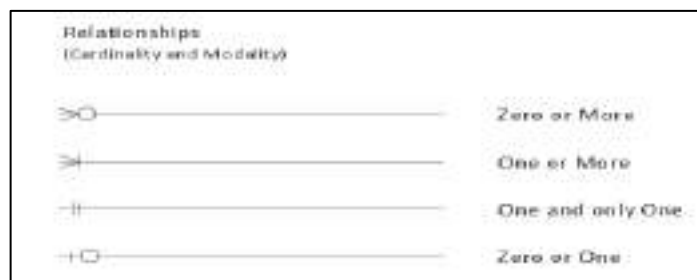 Relationships
(Cardinality and Modality)
Zero or More
One or More
One and only One
Zero or One